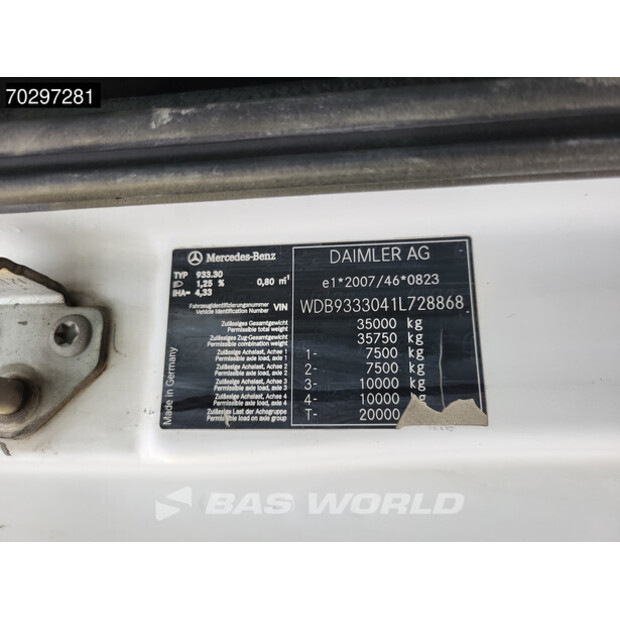 70297281
Mercedes-Benz DAIMLER AG
TYP 933.30
1,25 % 0,80 m¹ e1*2007/46*0823
IHA= 4,33
Fahrzeugidentifizierungsnummer
Vehicle Identification Number VIN WDB9333041L728868
Zulässiges Gesamtgewicht
Permissible total weight 35000 kg
Zulässiges Zug-Gesamtgewicht
Permissible combination weight 35750 kg
Zulässige Achslast, Achse 1
Permissible axle load, axle 1 1- 7500 kg
Zulässige Achslast, Achse 2
Permissible axle load, axle 2 2- 7500 kg
Zulässige Achslast, Achse 3
Permissible axle load, axle 3 3- 10000 kg
Zulässige Achslast, Achse 4
Permissible axle load, axle 4 4- 10000 kg
Zulässige Last der Achsgruppe
Permissible load on axle group T- 20000
Made in Germany
BAS WORLD